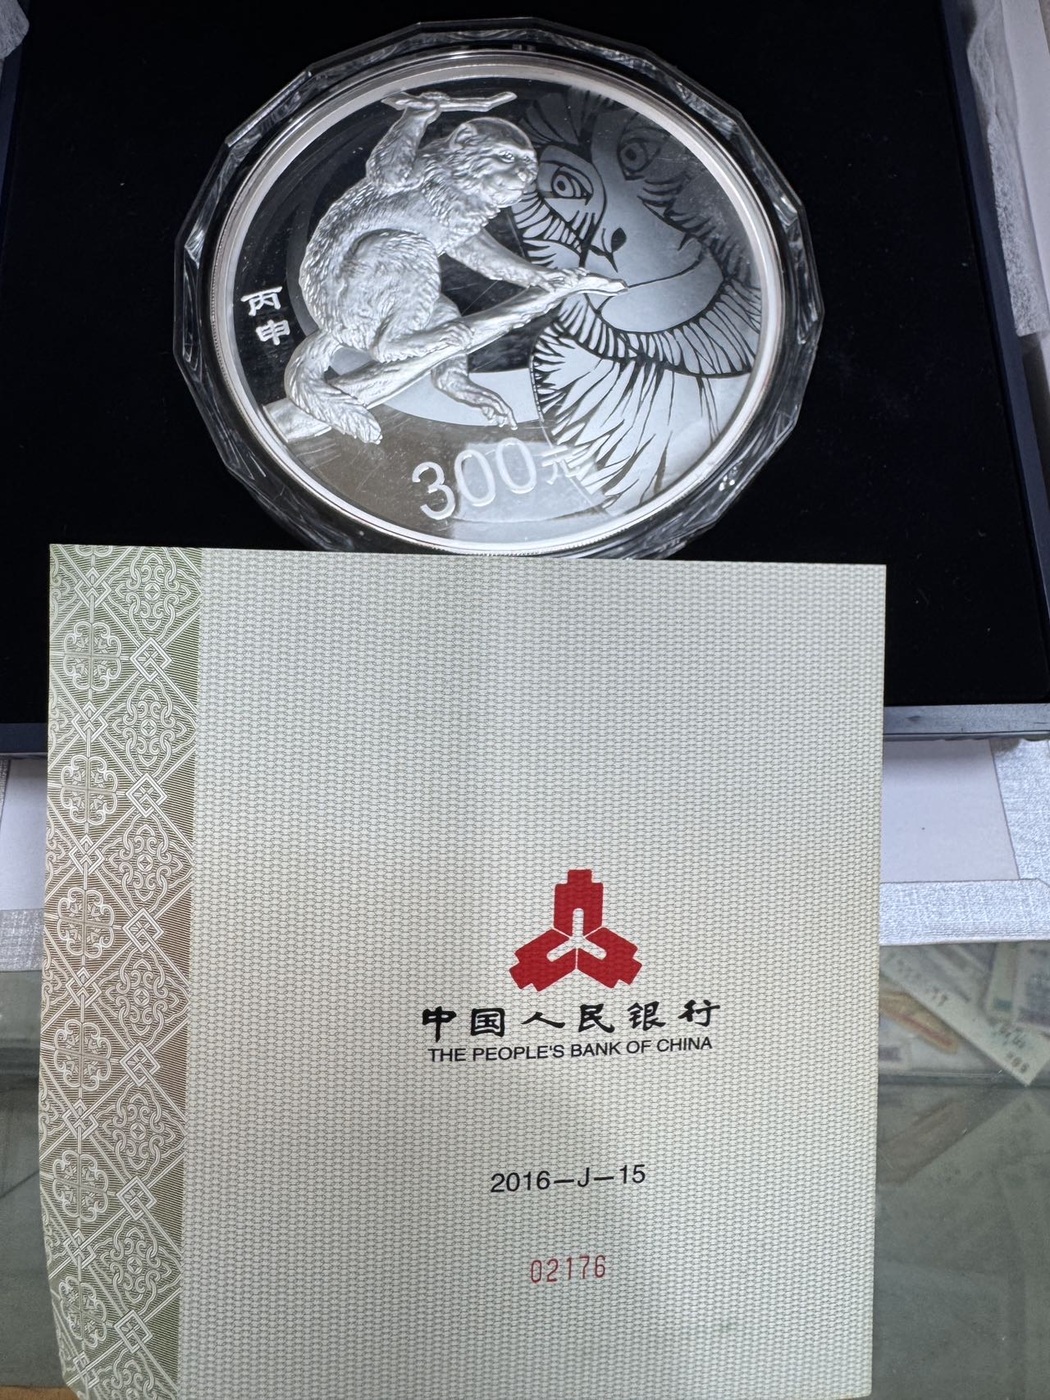 丙
申
300元
中国人民银行
THE PEOPLE'S BANK OF CHINA
2016—J—15
02176